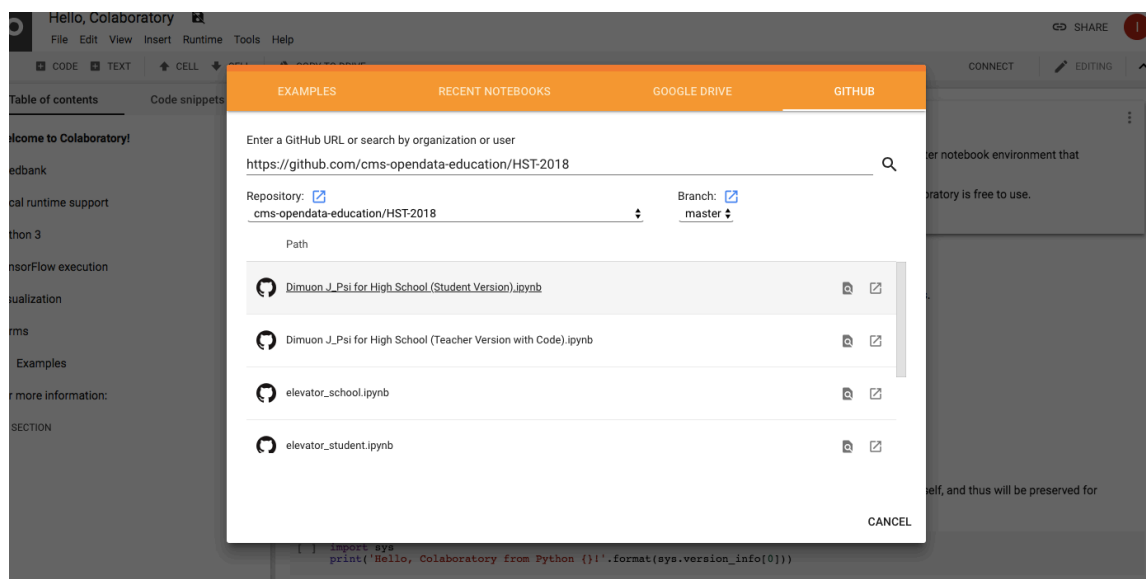 Hello, Colaboratory
File Edit View Insert Runtime Tools Help
SHARE
CODE TEXT CELL CELL COPY TO DRIVE
CONNECT EDITING
Table of contents Code snippets
EXAMPLES RECENT NOTEBOOKS GOOGLE DRIVE GITHUB
elcome to Colaboratory!
edbank
cal runtime support
thon 3
nsorFlow execution
sualization
rms
Examples
r more information:
SECTION
Enter a GitHub URL or search by organization or user
https://github.com/cms-opendata-education/HST-2018
Repository: Branch:
cms-opendata-education/HST-2018 master
Path
Dimuon J_Psi for High School (Student Version).ipynb
Dimuon J_Psi for High School (Teacher Version with Code).ipynb
elevator_school.ipynb
elevator_student.ipynb
CANCEL
ter notebook environment that
oratory is free to use.
s.
self, and thus will be preserved for
[ ] import sys
print('Hello, Colaboratory from Python {}!'.format(sys.version_info[0]))